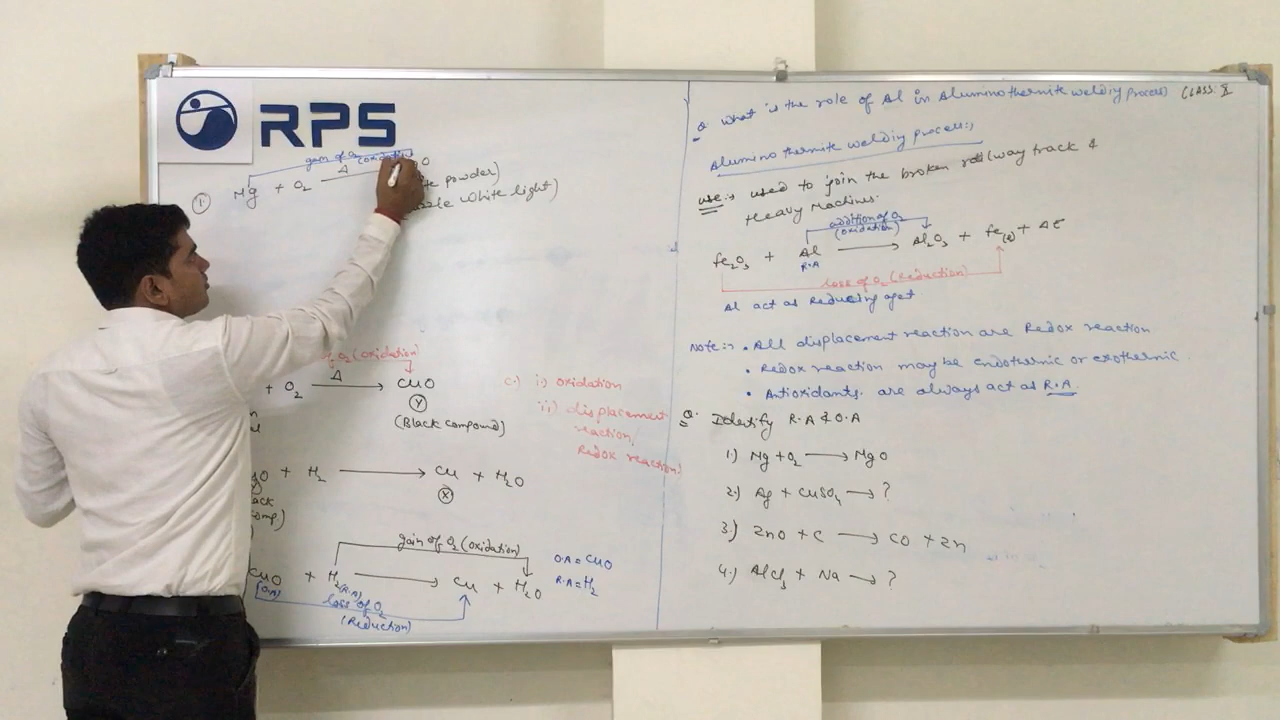 RPS
gain of O₂ (oxidation
1. Mg + O₂ —Δ→ O
te powder)
zzle white light)
O₂ (oxidation)
+ O₂ —Δ→ CuO
(Y)
(Black compound)
O + H₂ ⟶ Cu + H₂O
(X)
ack
omp)
gain of O₂ (oxidation)
CuO + H₂ ⟶ Cu + H₂O
(O.A) (R.A)
loss of O₂
(Reduction)
O.A = CuO
R.A = H₂
c.) i) oxidation
ii) displacement
reaction,
Redox reaction)
Q. What is the role of Al in Alumino thermite welding process) CLASS: X
Alumino thermite welding process:,
use:, used to join the broken railway track &
Heavy Machines.
addition of O₂
(oxidation)
Fe₂O₃ + Al ⟶ Al₂O₃ + Fe(l) + ΔE
R.A
loss of O₂ (Reduction)
Al act as Reducing aget
Note:, • All displacement reaction are Redox reaction
• Redox reaction may be Endothermic or exothermic
• Antioxidants are always act as R.A
Q. Identify R.A & O.A
1.) Mg + O₂ ⟶ MgO
2.) Ag + CuSO₄ ⟶ ?
3.) ZnO + C ⟶ CO + Zn
4.) AlCl₃ + Na ⟶ ?